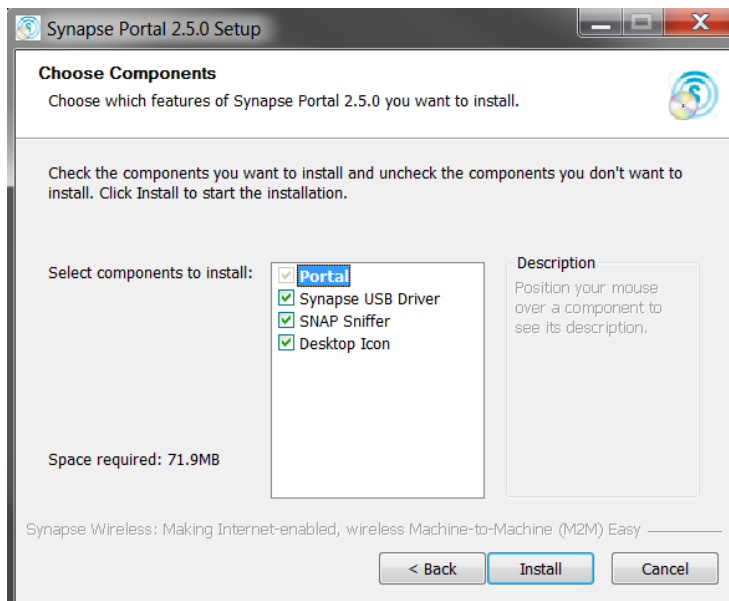 Synapse Portal 2.5.0 Setup
Choose Components
Choose which features of Synapse Portal 2.5.0 you want to install.
Check the components you want to install and uncheck the components you don't want to
install. Click Install to start the installation.
Select components to install:
Portal
Synapse USB Driver
SNAP Sniffer
Desktop Icon
Description
Position your mouse
over a component to
see its description.
Space required: 71.9MB
Synapse Wireless: Making Internet-enabled, wireless Machine-to-Machine (M2M) Easy
< Back
Install
Cancel